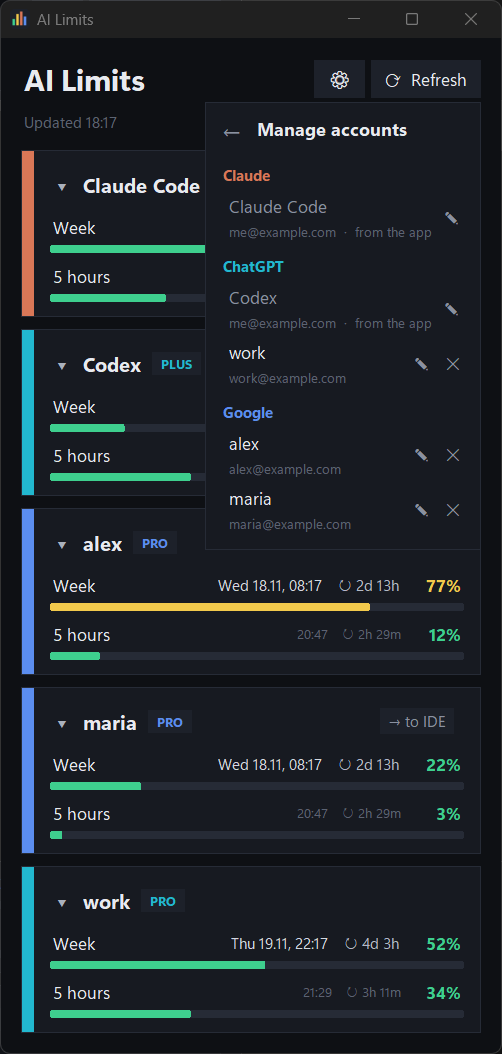 AI Limits
AI Limits
Refresh
Updated 18:17
← Manage accounts
Claude
Claude Code
me@example.com · from the app
ChatGPT
Codex
me@example.com · from the app
work
work@example.com
Google
alex
alex@example.com
maria
maria@example.com
Claude Code
Week
5 hours
Codex PLUS
Week
5 hours
alex PRO
Week Wed 18.11, 08:17 ↻ 2d 13h 77%
5 hours 20:47 ↻ 2h 29m 12%
maria PRO → to IDE
Week Wed 18.11, 08:17 ↻ 2d 13h 22%
5 hours 20:47 ↻ 2h 29m 3%
work PRO
Week Thu 19.11, 22:17 ↻ 4d 3h 52%
5 hours 21:29 ↻ 3h 11m 34%